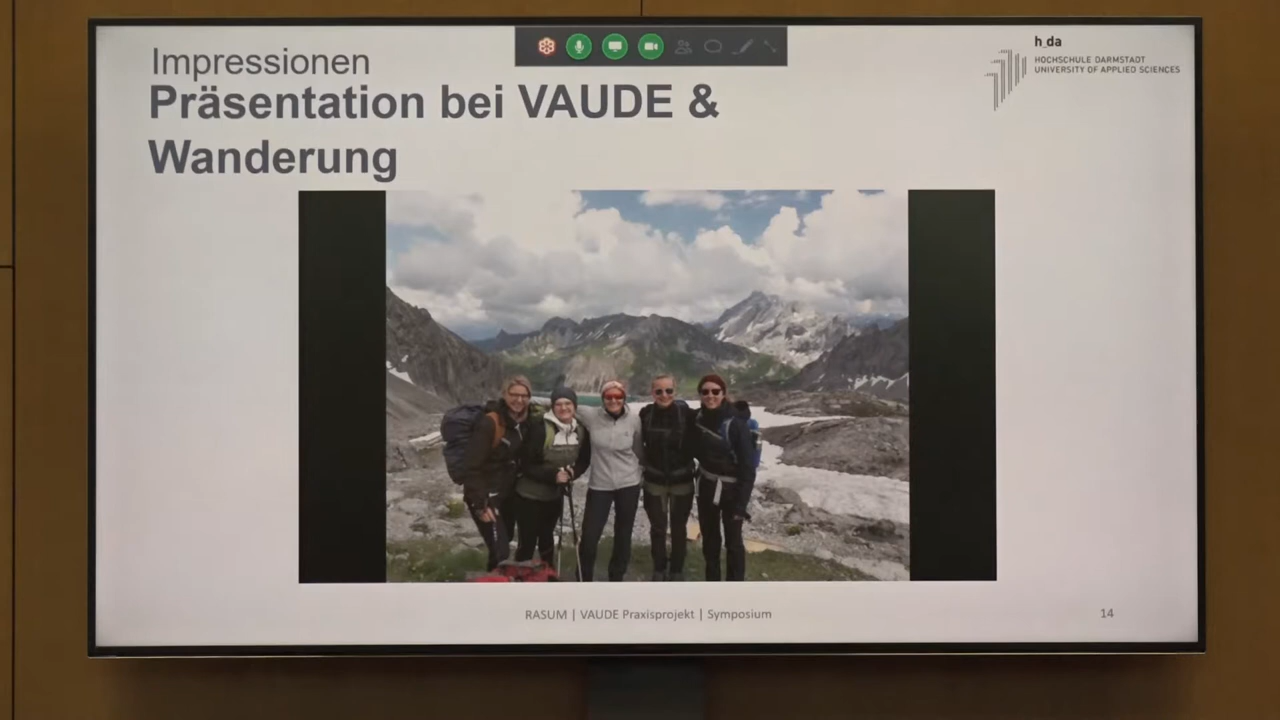 Impressionen
Präsentation bei VAUDE &
Wanderung
h_da
HOCHSCHULE DARMSTADT
UNIVERSITY OF APPLIED SCIENCES
RASUM | VAUDE Praxisprojekt | Symposium
14